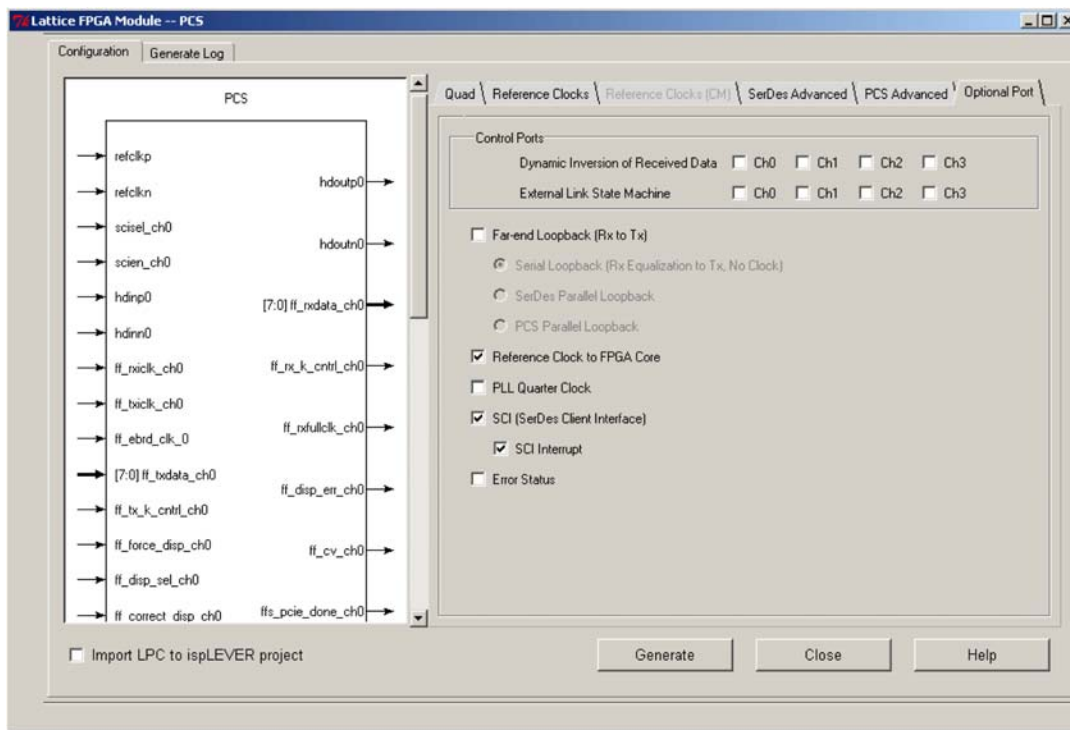 Lattice FPGA Module -- PCS
Configuration
Generate Log
PCS
refclkp
refclkn
scisel_ch0
scien_ch0
hdinp0
hdinn0
ff_rxiclk_ch0
ff_txiclk_ch0
ff_ebrd_clk_0
[7:0] ff_txdata_ch0
ff_tx_k_cntrl_ch0
ff_force_disp_ch0
ff_disp_sel_ch0
ff_correct_disp_ch0
hdoutp0
hdoutn0
[7:0] ff_rxdata_ch0
ff_rx_k_cntrl_ch0
ff_rxfullclk_ch0
ff_disp_err_ch0
ff_cv_ch0
ffs_pcie_done_ch0
Quad
Reference Clocks
Reference Clocks (CM)
SerDes Advanced
PCS Advanced
Optional Port
Control Ports
Dynamic Inversion of Received Data Ch0 Ch1 Ch2 Ch3
External Link State Machine Ch0 Ch1 Ch2 Ch3
Far-end Loopback (Rx to Tx)
Serial Loopback (Rx Equalization to Tx, No Clock)
SerDes Parallel Loopback
PCS Parallel Loopback
Reference Clock to FPGA Core
PLL Quarter Clock
SCI (SerDes Client Interface)
SCI Interrupt
Error Status
Import LPC to ispLEVER project
Generate
Close
Help